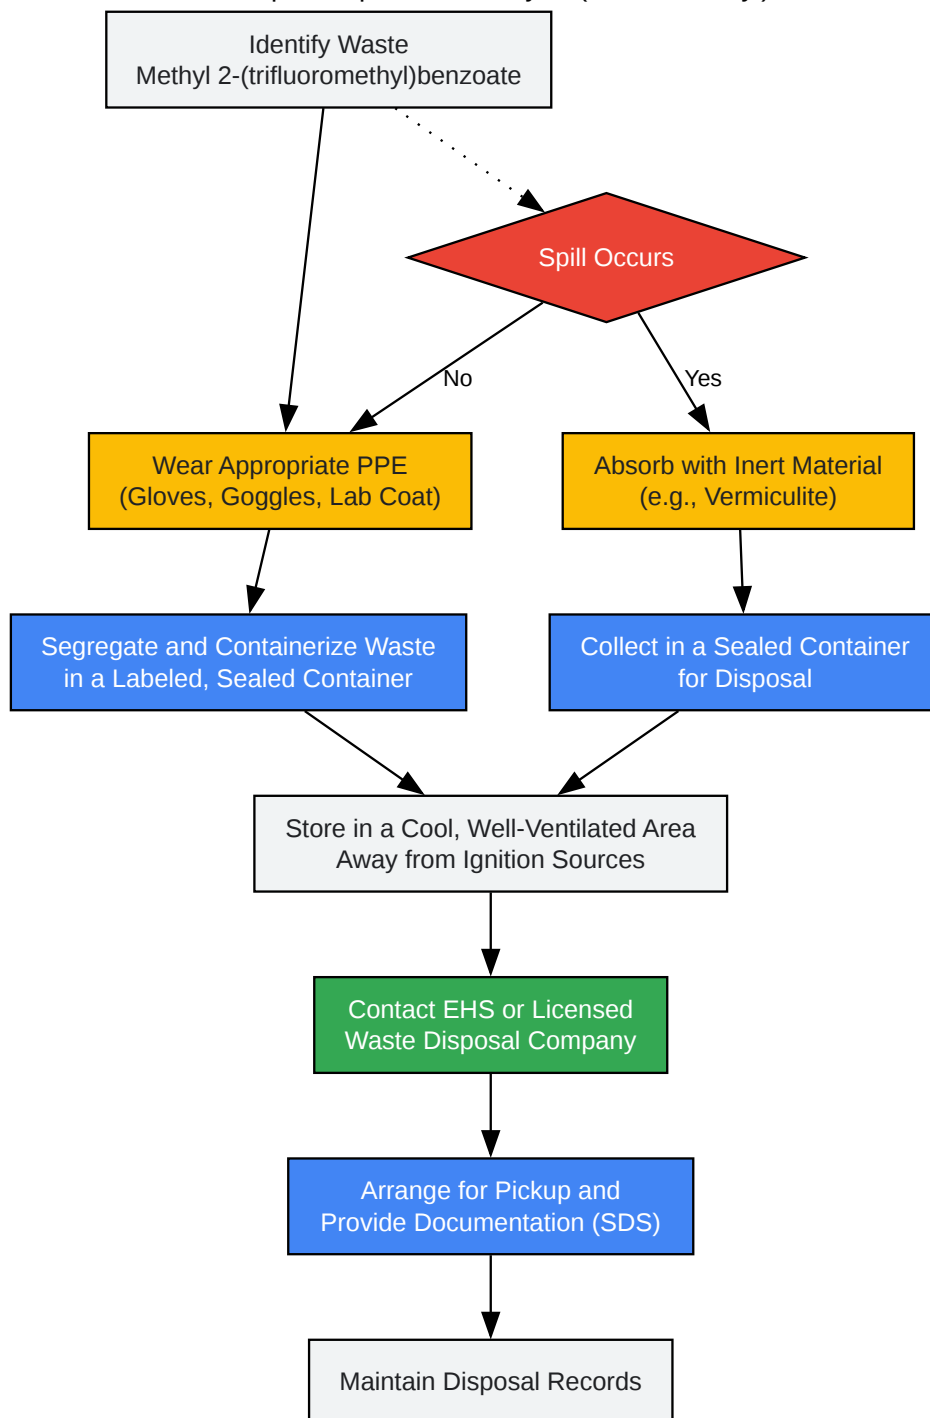 Identify Waste
Methyl 2-(trifluoromethyl)benzoate
Spill Occurs
No
Yes
Wear Appropriate PPE
(Gloves, Goggles, Lab Coat)
Absorb with Inert Material
(e.g., Vermiculite)
Segregate and Containerize Waste
in a Labeled, Sealed Container
Collect in a Sealed Container
for Disposal
Store in a Cool, Well-Ventilated Area
Away from Ignition Sources
Contact EHS or Licensed
Waste Disposal Company
Arrange for Pickup and
Provide Documentation (SDS)
Maintain Disposal Records